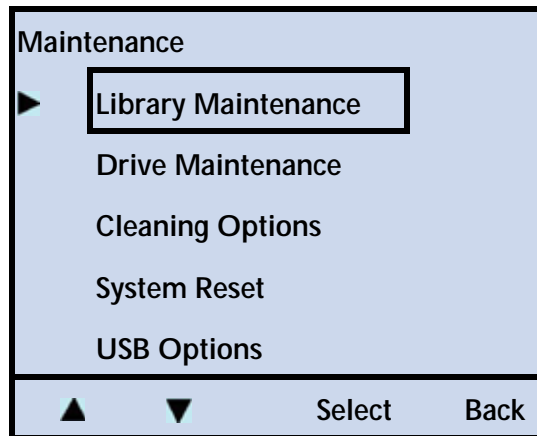 Maintenance
Library Maintenance
Drive Maintenance
Cleaning Options
System Reset
USB Options
Select Back